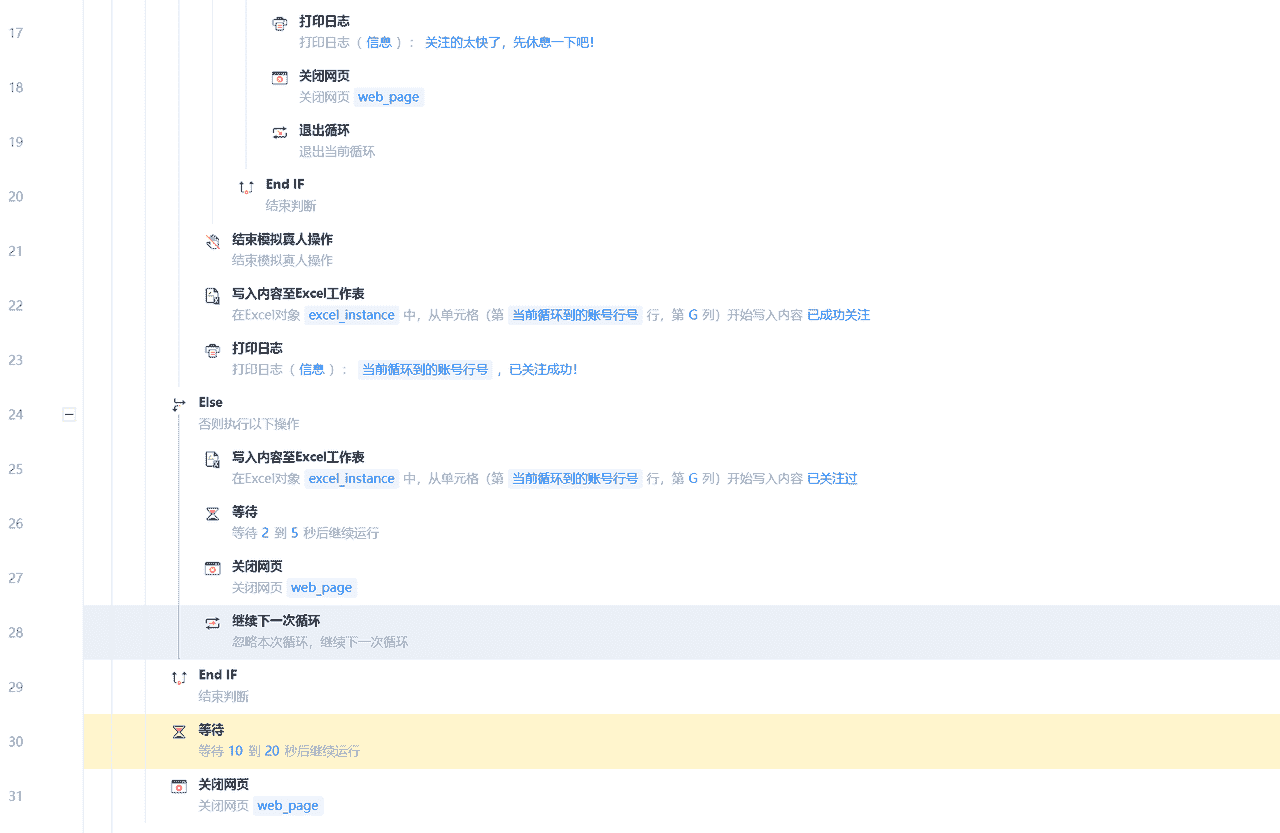 17
打印日志
打印日志（ 信息 ）： 关注的太快了，先休息一下吧！
18
关闭网页
关闭网页 web_page
19
退出循环
退出当前循环
20
End IF
结束判断
21
结束模拟真人操作
结束模拟真人操作
22
写入内容至Excel工作表
在Excel对象 excel_instance 中，从单元格（第 当前循环到的账号行号 行，第 G 列）开始写入内容 已成功关注
23
打印日志
打印日志（ 信息 ）： 当前循环到的账号行号 ，已关注成功！
24
Else
否则执行以下操作
25
写入内容至Excel工作表
在Excel对象 excel_instance 中，从单元格（第 当前循环到的账号行号 行，第 G 列）开始写入内容 已关注过
26
等待
等待 2 到 5 秒后继续运行
27
关闭网页
关闭网页 web_page
28
继续下一次循环
忽略本次循环，继续下一次循环
29
End IF
结束判断
30
等待
等待 10 到 20 秒后继续运行
31
关闭网页
关闭网页 web_page